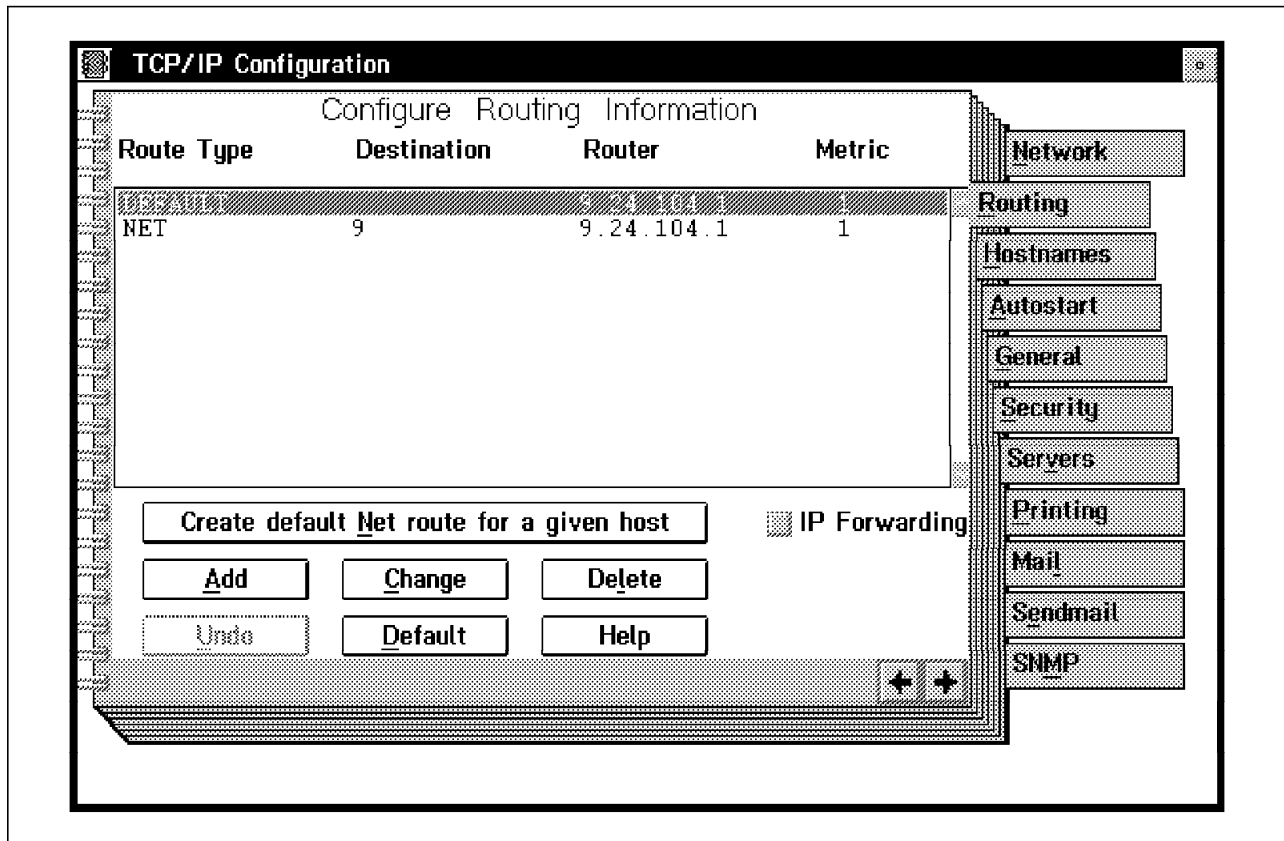 TCP/IP Configuration
Configure Routing Information
Route Type Destination Router Metric
DEFAULT 9.24.104.1 1
NET 9 9.24.104.1 1
Create default Net route for a given host
IP Forwarding
Add Change Delete
Undo Default Help
Network
Routing
Hostnames
Autostart
General
Security
Servers
Printing
Mail
Sendmail
SNMP